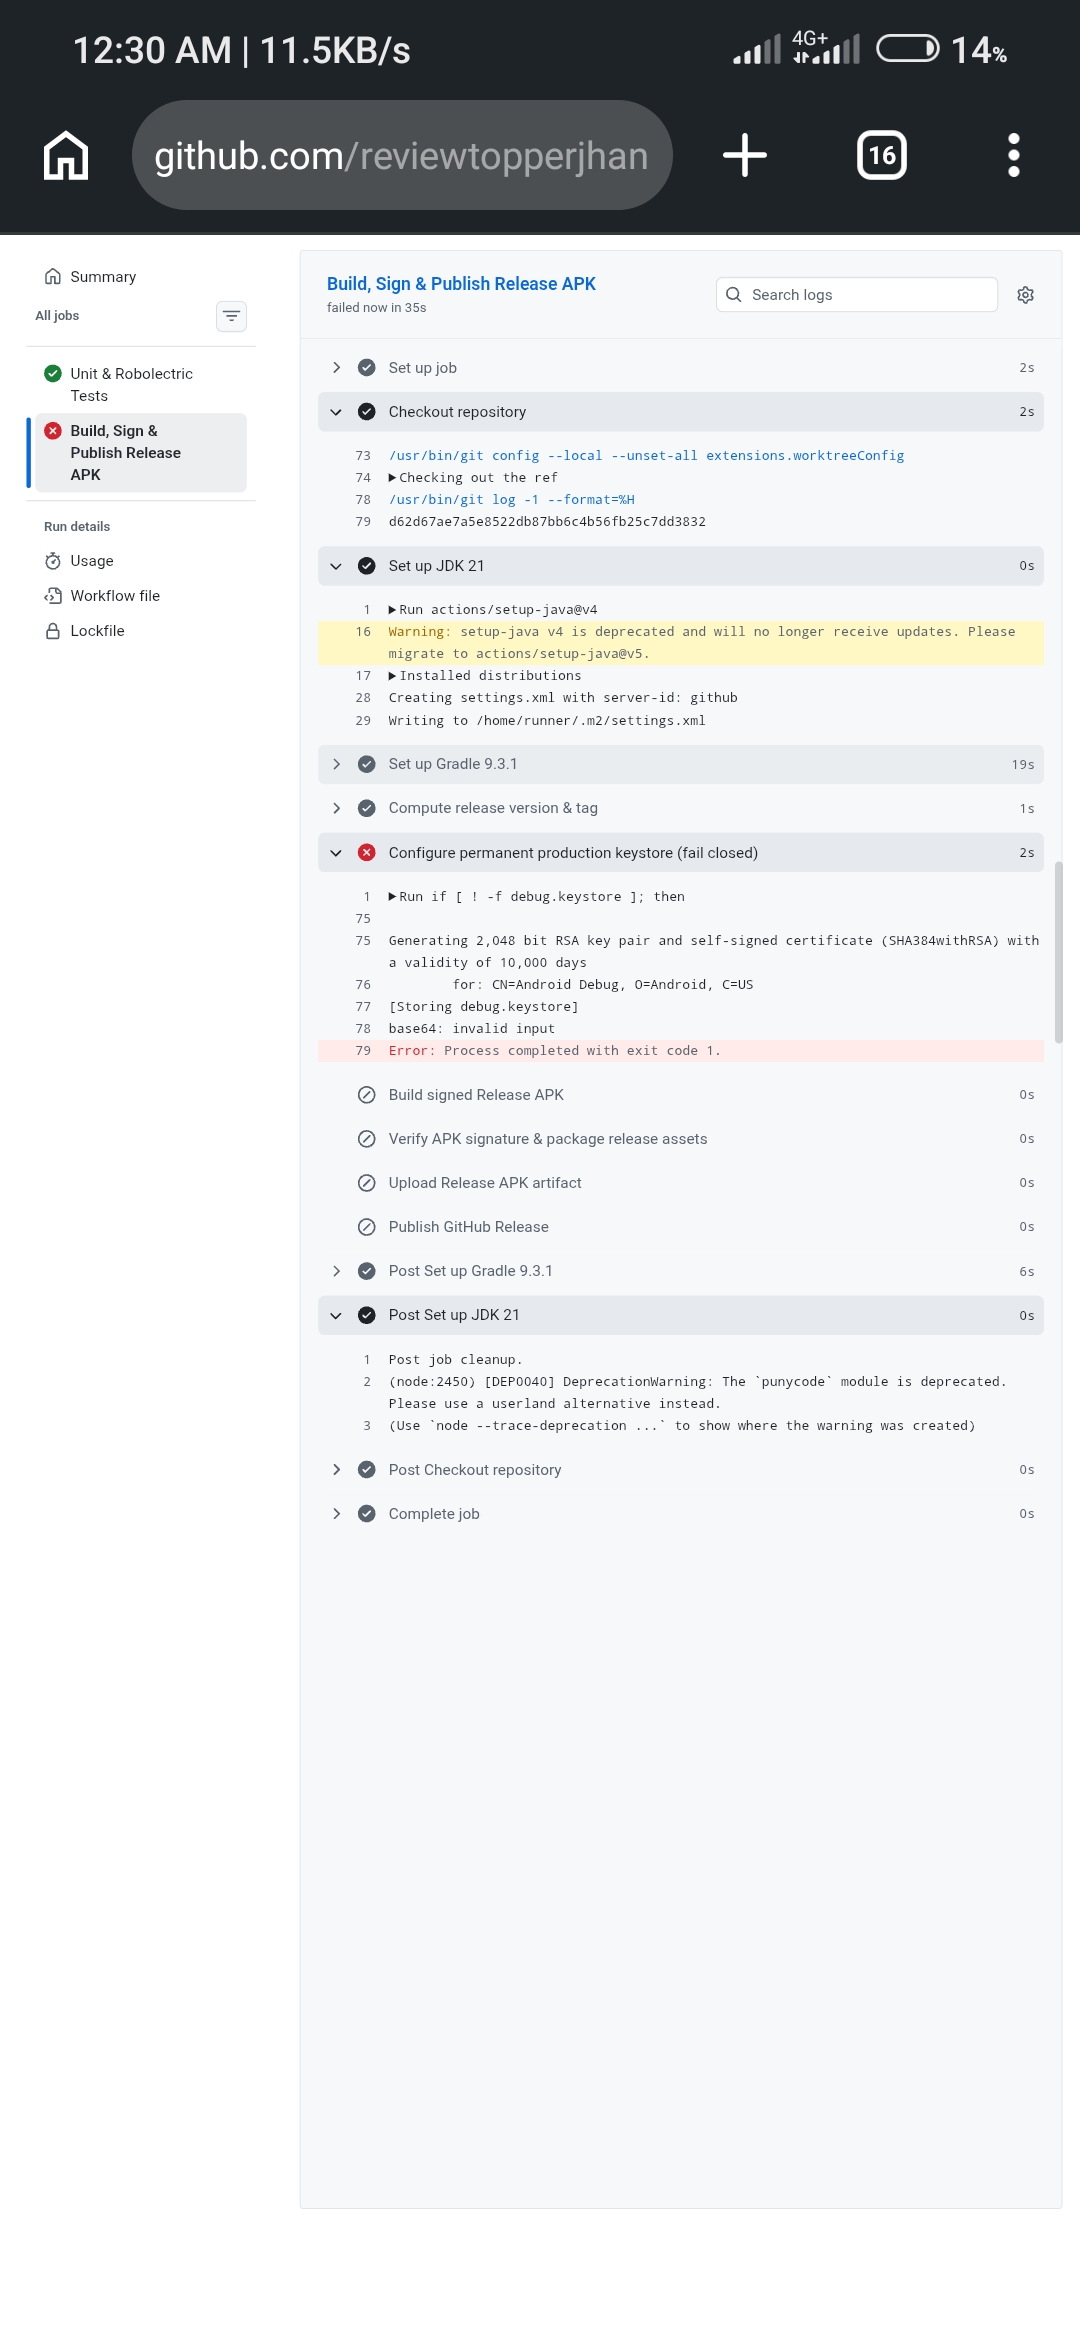 12:30 AM | 11.5KB/s
4G+
14%
github.com/reviewtopperjhan
16
Summary
All jobs
Unit & Robolectric
Tests
Build, Sign &
Publish Release
APK
Run details
Usage
Workflow file
Lockfile
Build, Sign & Publish Release APK
failed now in 35s
Search logs
Set up job 2s
Checkout repository 2s
73 /usr/bin/git config --local --unset-all extensions.worktreeConfig
74 ▶Checking out the ref
78 /usr/bin/git log -1 --format=%H
79 d62d67ae7a5e8522db87bb6c4b56fb25c7dd3832
Set up JDK 21 0s
1 ▶Run actions/setup-java@v4
16 Warning: setup-java v4 is deprecated and will no longer receive updates. Please
migrate to actions/setup-java@v5.
17 ▶Installed distributions
28 Creating settings.xml with server-id: github
29 Writing to /home/runner/.m2/settings.xml
Set up Gradle 9.3.1 19s
Compute release version & tag 1s
Configure permanent production keystore (fail closed) 2s
1 ▶Run if [ ! -f debug.keystore ]; then
75
75 Generating 2,048 bit RSA key pair and self-signed certificate (SHA384withRSA) with
a validity of 10,000 days
76 for: CN=Android Debug, O=Android, C=US
77 [Storing debug.keystore]
78 base64: invalid input
79 Error: Process completed with exit code 1.
Build signed Release APK 0s
Verify APK signature & package release assets 0s
Upload Release APK artifact 0s
Publish GitHub Release 0s
Post Set up Gradle 9.3.1 6s
Post Set up JDK 21 0s
1 Post job cleanup.
2 (node:2450) [DEP0040] DeprecationWarning: The `punycode` module is deprecated.
Please use a userland alternative instead.
3 (Use `node --trace-deprecation ...` to show where the warning was created)
Post Checkout repository 0s
Complete job 0s